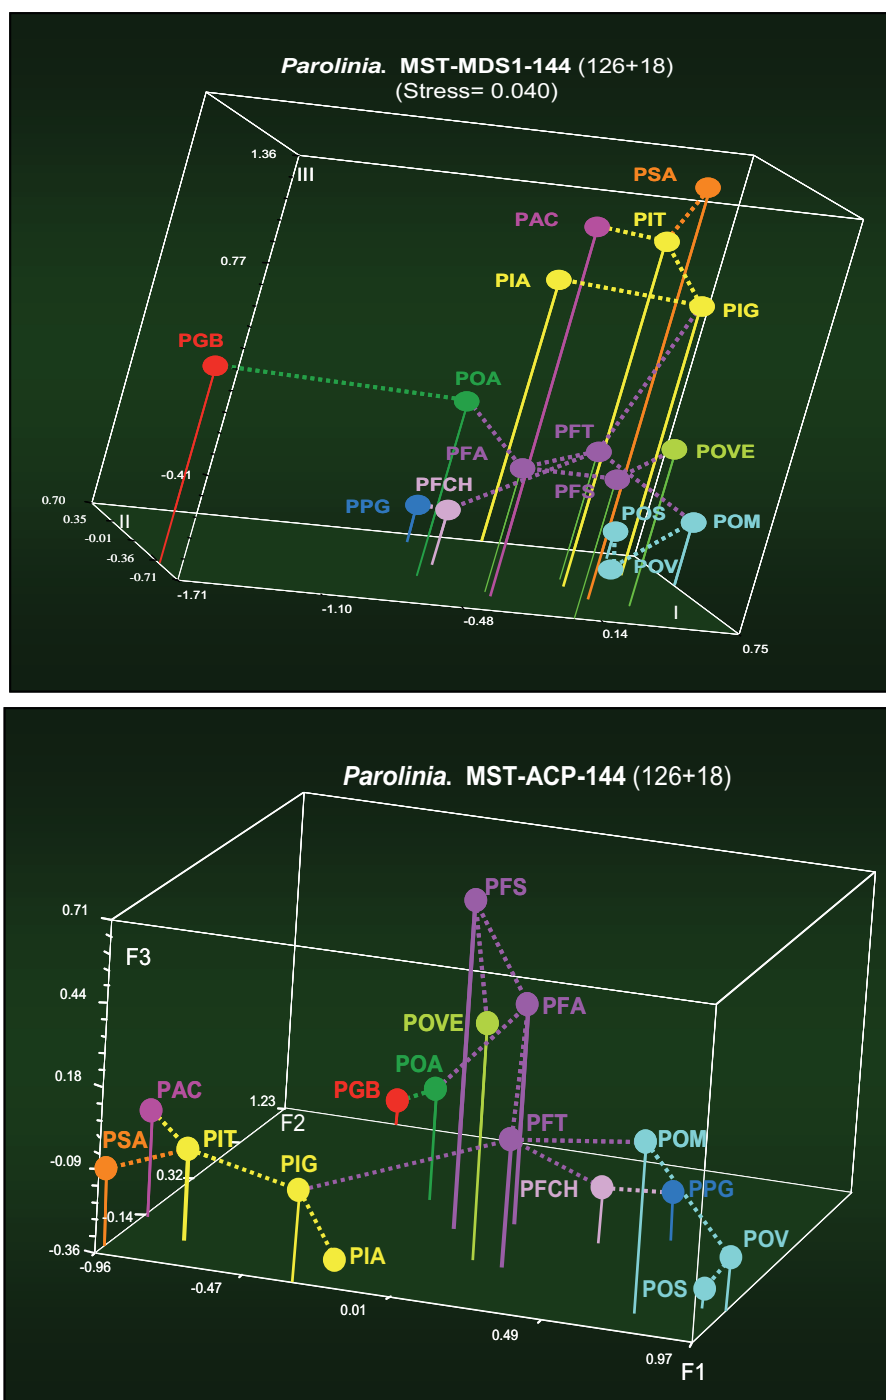 Parolinia. MST-MDS1-144 (126+18)
(Stress= 0.040)
1.36
III
PSA
PAC
PIT
0.77
PIA
PIG
PGB
POA
PFT
PFA
POVE
-0.41
PFCH
PFS
0.70
PPG
POS
0.35
II
POM
-0.01
-0.36
POV
-0.71
-1.71
-1.10
-0.48
I
0.14
0.75
Parolinia. MST-ACP-144 (126+18)
PFS
0.71
F3
0.44
PFA
POVE
POA
0.18
PAC
PGB
1.23
F2
PFT
PSA
PIT
POM
-0.09
PIG
0.32
PFCH
PPG
-0.14
POV
-0.36
PIA
-0.96
POS
-0.47
0.01
0.49
0.97
F1